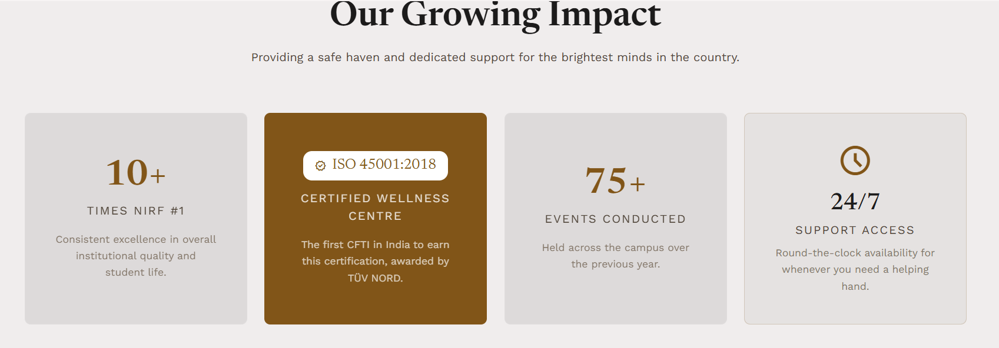 Our Growing Impact
Providing a safe haven and dedicated support for the brightest minds in the country.
10+
TIMES NIRF #1
Consistent excellence in overall
institutional quality and
student life.
ISO 45001:2018
CERTIFIED WELLNESS
CENTRE
The first CFTI in India to earn
this certification, awarded by
TÜV NORD.
75+
EVENTS CONDUCTED
Held across the campus over
the previous year.
24/7
SUPPORT ACCESS
Round-the-clock availability for
whenever you need a helping
hand.